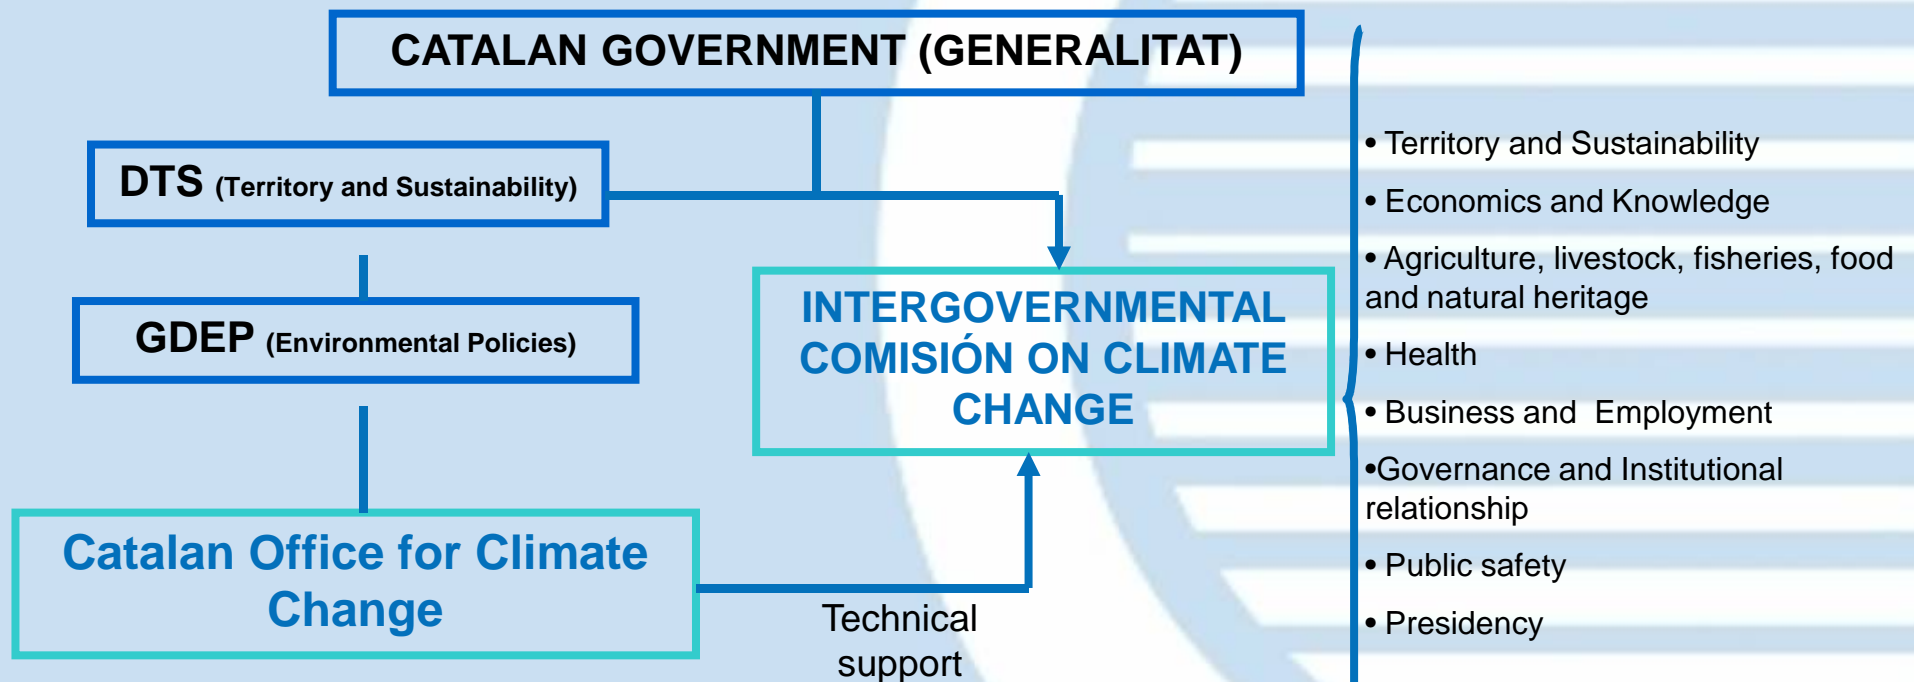 CATALAN GOVERNMENT (GENERALITAT)
DTS (Territory and Sustainability)
GDEP (Environmental Policies)
Catalan Office for Climate
Change
INTERGOVERNMENTAL
COMISIÓN ON CLIMATE
CHANGE
Technical
support
• Territory and Sustainability
• Economics and Knowledge
• Agriculture, livestock, fisheries, food
and natural heritage
• Health
• Business and  Employment
•Governance and Institutional
relationship
• Public safety
• Presidency